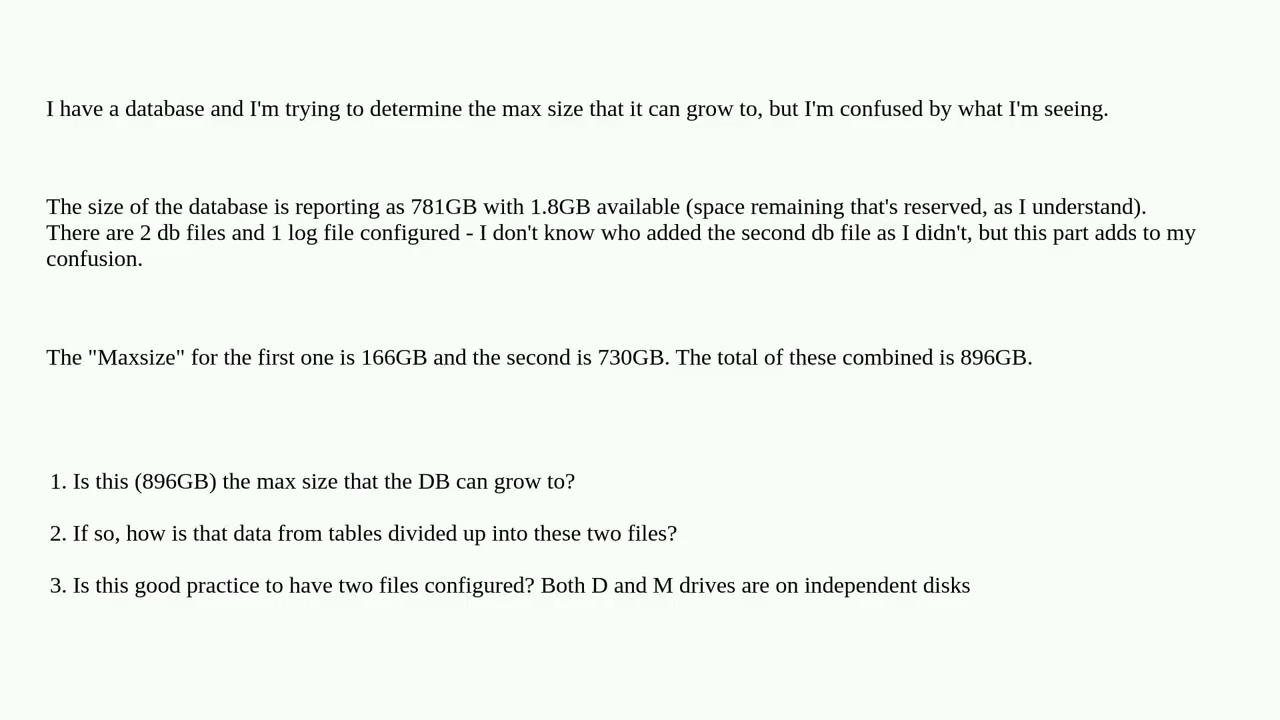 I have a database and I'm trying to determine the max size that it can grow to, but I'm confused by what I'm seeing.
The size of the database is reporting as 781GB with 1.8GB available (space remaining that's reserved, as I understand).
There are 2 db files and 1 log file configured - I don't know who added the second db file as I didn't, but this part adds to my
confusion.
The "Maxsize" for the first one is 166GB and the second is 730GB. The total of these combined is 896GB.
1. Is this (896GB) the max size that the DB can grow to?
2. If so, how is that data from tables divided up into these two files?
3. Is this good practice to have two files configured? Both D and M drives are on independent disks